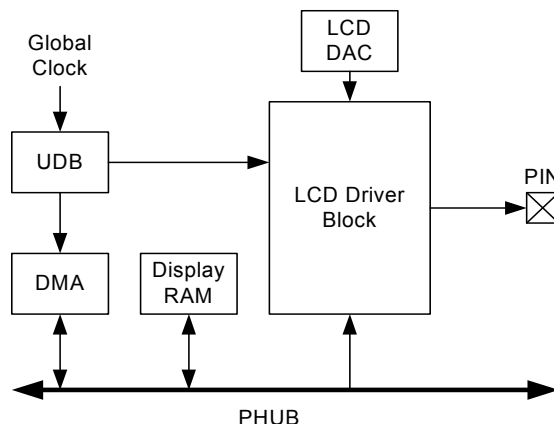 LCD
DAC
Global
Clock
UDB
LCD Driver
Block
PIN
DMA
Display
RAM
PHUB